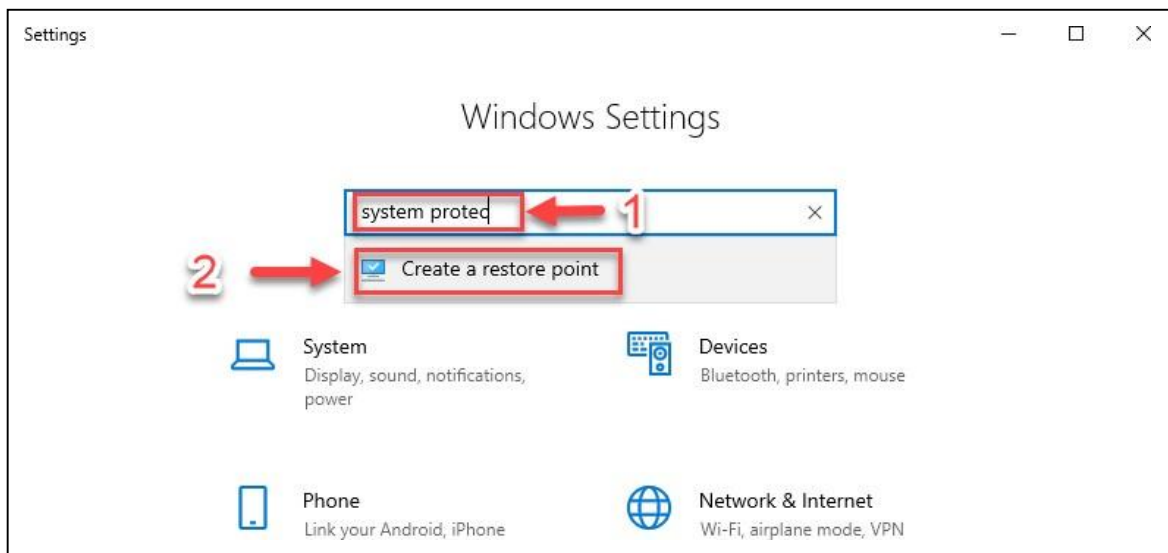 Settings
Windows Settings
system protec
1
2
Create a restore point
System
Display, sound, notifications,
power
Devices
Bluetooth, printers, mouse
Phone
Link your Android, iPhone
Network & Internet
Wi-Fi, airplane mode, VPN